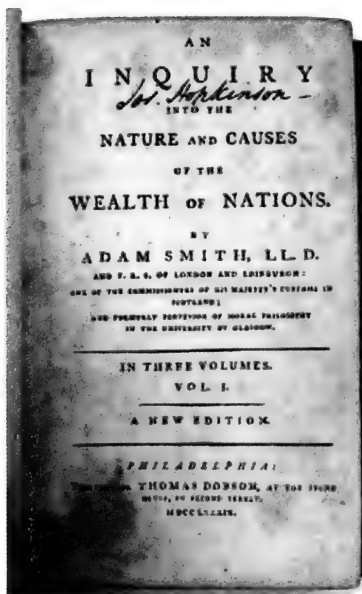 AN
INQUIRY
Jos. Hopkinson
INTO THE
NATURE AND CAUSES
OF THE
WEALTH OF NATIONS.
BY
ADAM SMITH, LL. D.
AND F. R. S. OF LONDON AND EDINBURGH:
ONE OF THE COMMISSIONERS OF HIS MAJESTY'S CUSTOMS IN
SCOTLAND;
AND FORMERLY PROFESSOR OF MORAL PHILOSOPHY
IN THE UNIVERSITY OF GLASGOW.
IN THREE VOLUMES.
VOL. I.
A NEW EDITION.
PHILADELPHIA:
THOMAS DOBSON, AT THE STONE
HOUSE, IN SECOND STREET.
MDCCLXXXIX.